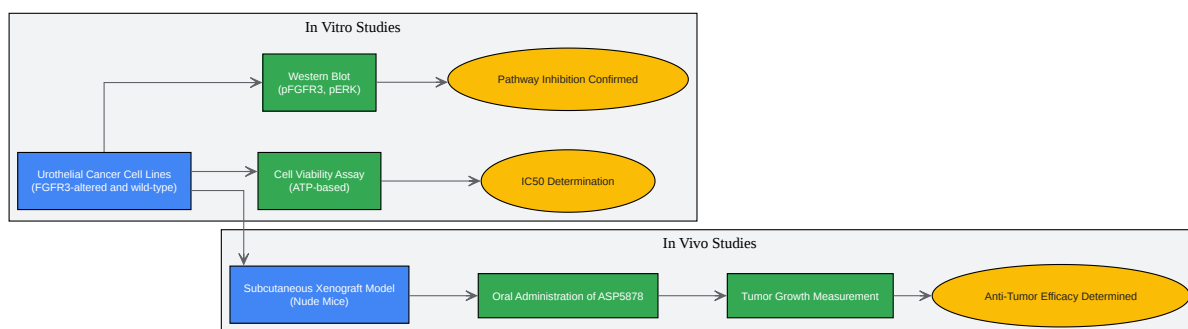 In Vitro Studies
Western Blot
(pFGFR3, pERK)
Pathway Inhibition Confirmed
Urothelial Cancer Cell Lines
(FGFR3-altered and wild-type)
Cell Viability Assay
(ATP-based)
IC50 Determination
In Vivo Studies
Subcutaneous Xenograft Model
(Nude Mice)
Oral Administration of ASP5878
Tumor Growth Measurement
Anti-Tumor Efficacy Determined